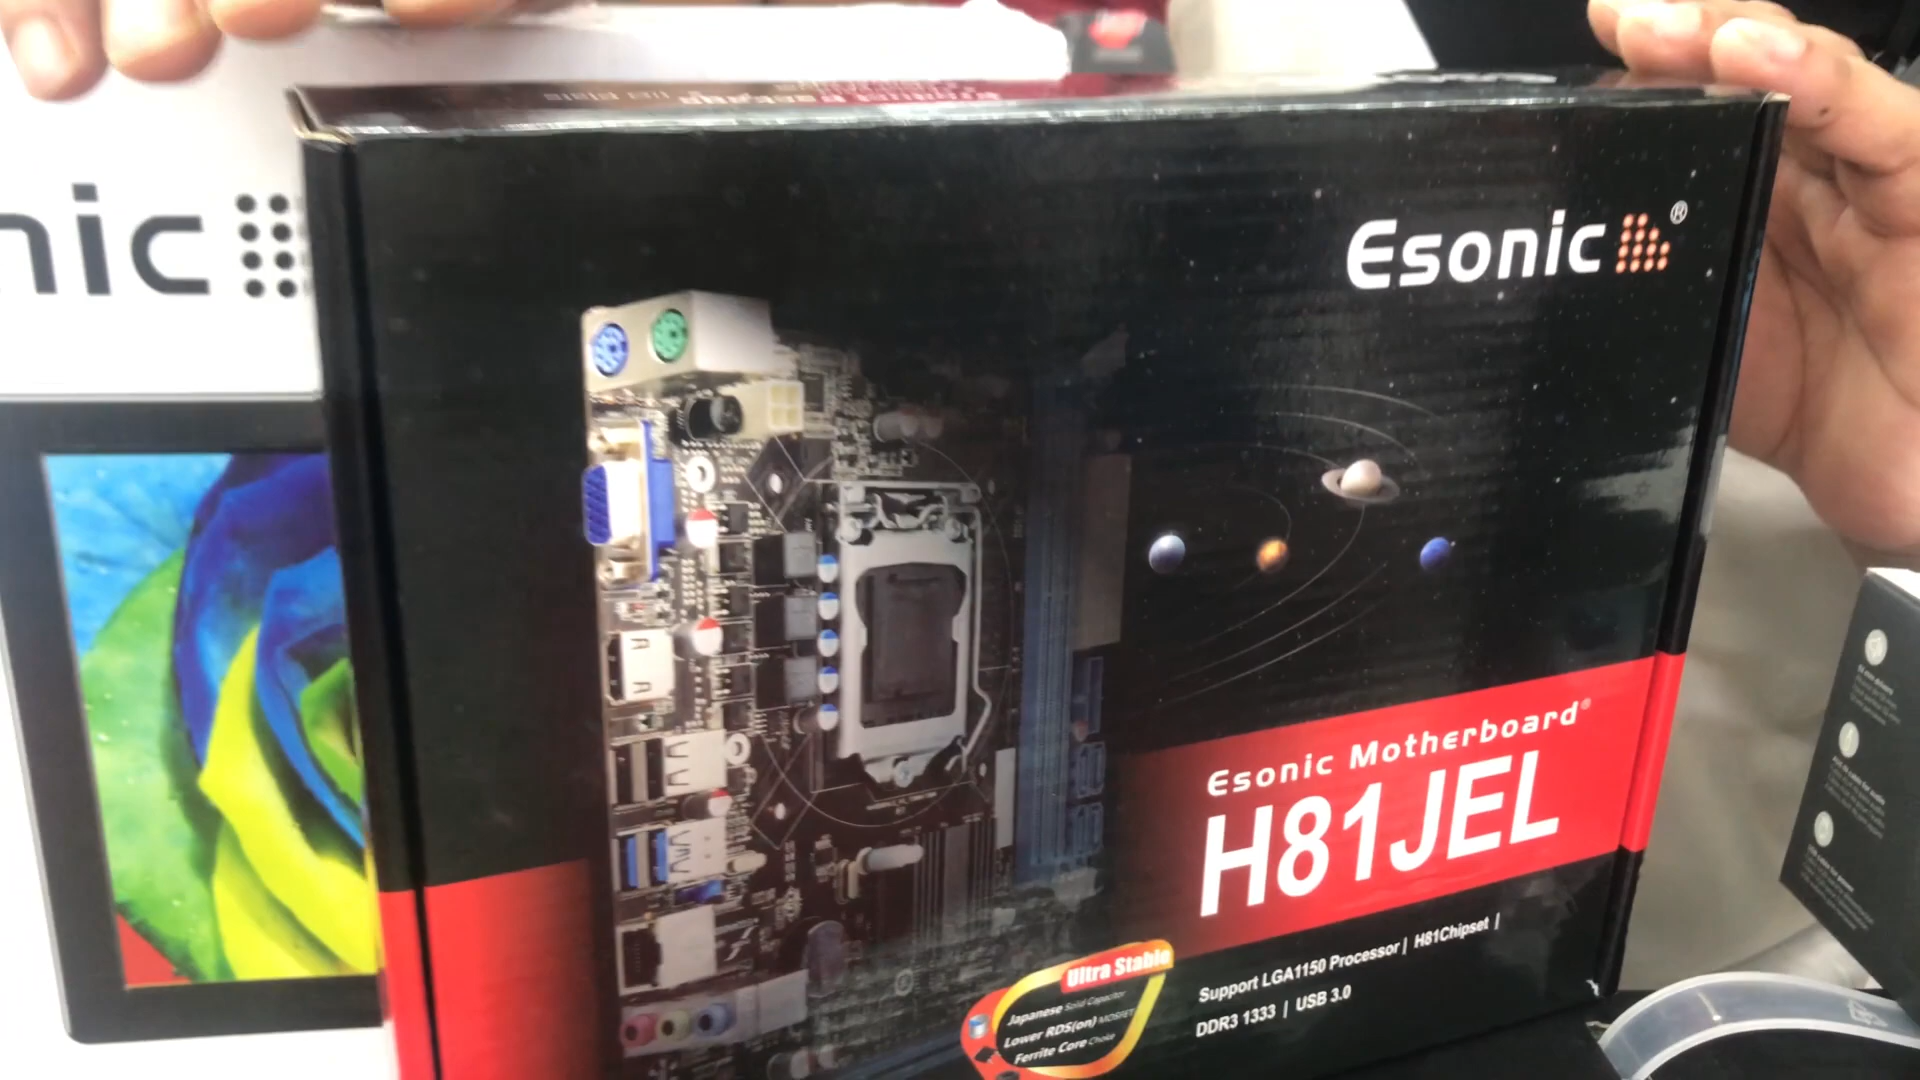 nic
Esonic ®
Esonic Motherboard®
H81JEL
Support LGA1150 Processor | H81Chipset |
DDR3 1333 | USB 3.0
Ultra Stable
Japanese Solid Capacitor
Lower RDS(on) MOSFET
Ferrite Core Choke